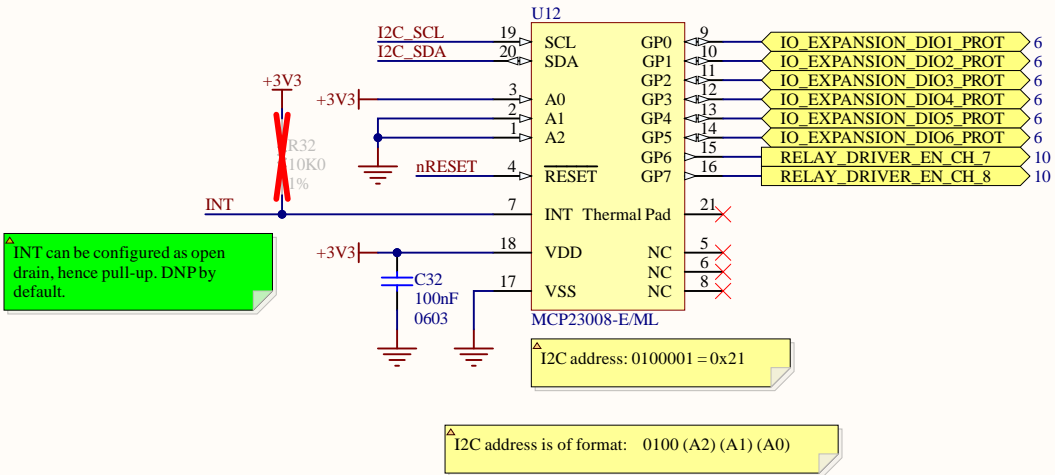 U12
I2C_SCL 19 SCL GP0 9 IO_EXPANSION_DIO1_PROT 6
I2C_SDA 20 SDA GP1 10 IO_EXPANSION_DIO2_PROT 6
GP2 11 IO_EXPANSION_DIO3_PROT 6
+3V3 +3V3 3 A0 GP3 12 IO_EXPANSION_DIO4_PROT 6
2 A1 GP4 13 IO_EXPANSION_DIO5_PROT 6
1 A2 GP5 14 IO_EXPANSION_DIO6_PROT 6
R32 GP6 15 RELAY_DRIVER_EN_CH_7 10
10K0 nRESET 4 RESET GP7 16 RELAY_DRIVER_EN_CH_8 10
1%
INT 7 INT Thermal Pad 21
+3V3 18 VDD NC 5
NC 6
17 VSS NC 8
C32
100nF
0603
MCP23008-E/ML
INT can be configured as open
drain, hence pull-up. DNP by
default.
I2C address: 0100001 = 0x21
I2C address is of format: 0100 (A2) (A1) (A0)